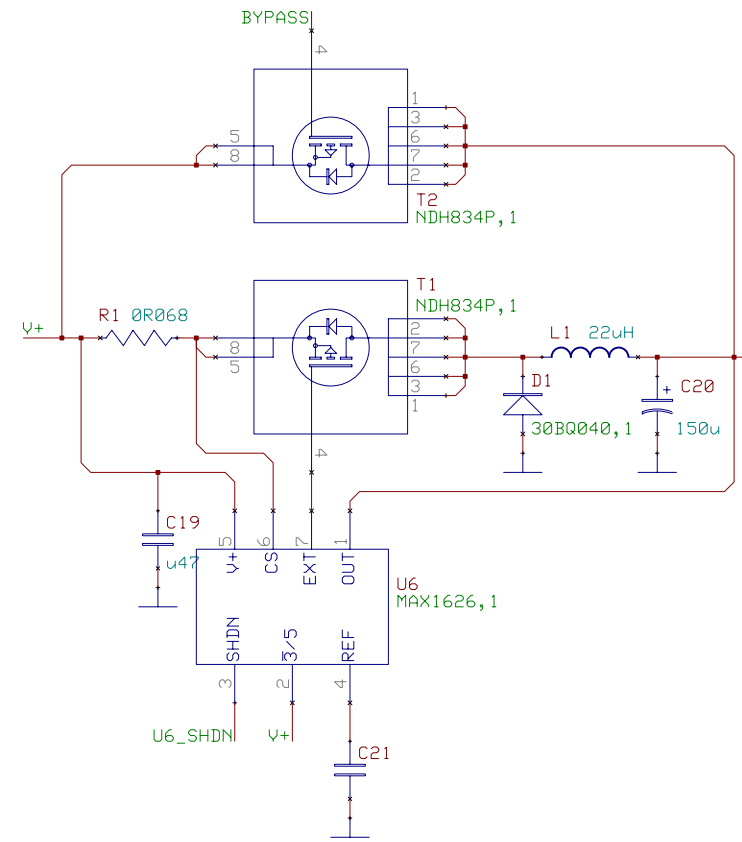 BYPASS
4
1
3
5
6
8
7
2
T2
NDH834P,1
T1
NDH834P,1
R1 0R068
V+
L1 22uH
2
8
7
5
6
3
1
D1
C20
+
30BQ040,1
150u
4
C19
u47
5
6
7
1
V+
CS
EXT
OUT
U6
MAX1626,1
SHDN
3/5
REF
3
2
4
U6_SHDN
V+
C21